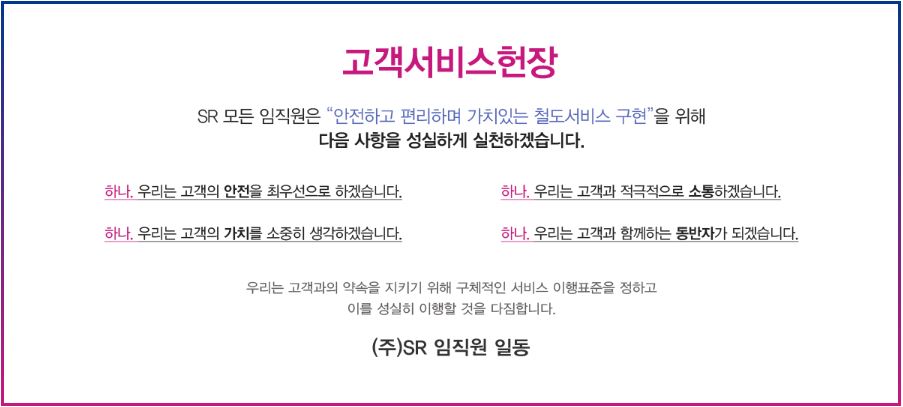 고객서비스헌장
SR 모든 임직원은 “안전하고 편리하며 가치있는 철도서비스 구현”을 위해
다음 사항을 성실하게 실천하겠습니다.
하나. 우리는 고객의 안전을 최우선으로 하겠습니다.
하나. 우리는 고객과 적극적으로 소통하겠습니다.
하나. 우리는 고객의 가치를 소중히 생각하겠습니다.
하나. 우리는 고객과 함께하는 동반자가 되겠습니다.
우리는 고객과의 약속을 지키기 위해 구체적인 서비스 이행표준을 정하고
이를 성실히 이행할 것을 다짐합니다.
(주)SR 임직원 일동